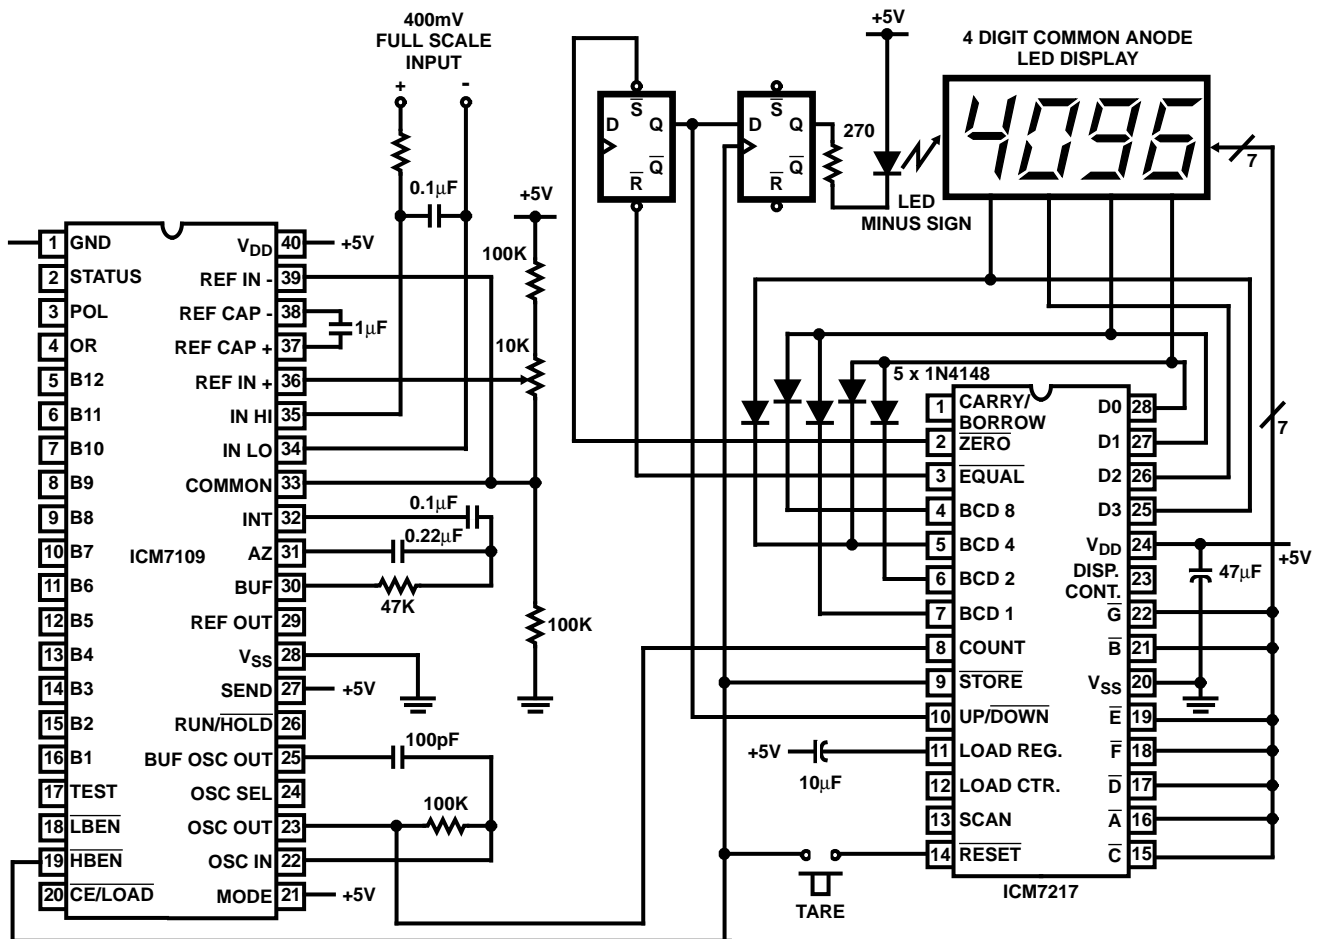 400mV
FULL SCALE
INPUT
+ -
0.1μF
+5V
100K
10K
1 GND
2 STATUS
3 POL
4 OR
5 B12
6 B11
7 B10
8 B9
9 B8
10 B7
11 B6
12 B5
13 B4
14 B3
15 B2
16 B1
17 TEST
18 LBEN
19 HBEN
20 CE/LOAD
ICM7109
VDD 40 +5V
REF IN - 39
REF CAP - 38
1μF
REF CAP + 37
REF IN + 36
IN HI 35
IN LO 34
COMMON 33
INT 32
0.1μF
AZ 31
0.22μF
BUF 30
47K
REF OUT 29
VSS 28
SEND 27 +5V
RUN/HOLD 26
BUF OSC OUT 25
100pF
OSC SEL 24
OSC OUT 23
100K
OSC IN 22
MODE 21 +5V
100K
D S Q
Q
R
D S Q
Q
R
270
+5V
LED
MINUS SIGN
4 DIGIT COMMON ANODE
LED DISPLAY
4096
7
7
5 x 1N4148
1 CARRY/
BORROW
2 ZERO
3 EQUAL
4 BCD 8
5 BCD 4
6 BCD 2
7 BCD 1
8 COUNT
9 STORE
10 UP/DOWN
11 LOAD REG.
12 LOAD CTR.
13 SCAN
14 RESET
+5V
10μF
TARE
D0 28
D1 27
D2 26
D3 25
VDD 24
+5V
47μF
DISP.
CONT. 23
G 22
B 21
VSS 20
E 19
F 18
D 17
A 16
C 15
ICM7217